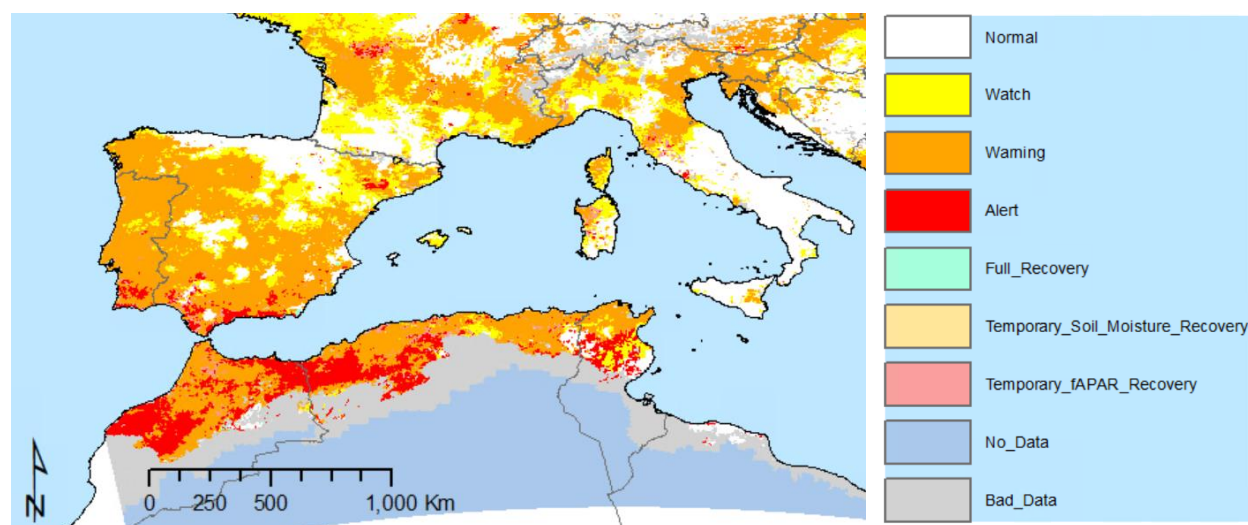 Normal
Watch
Warning
Alert
Full_Recovery
Temporary_Soil_Moisture_Recovery
Temporary_fAPAR_Recovery
No_Data
Bad_Data
N
0 250 500 1,000 Km